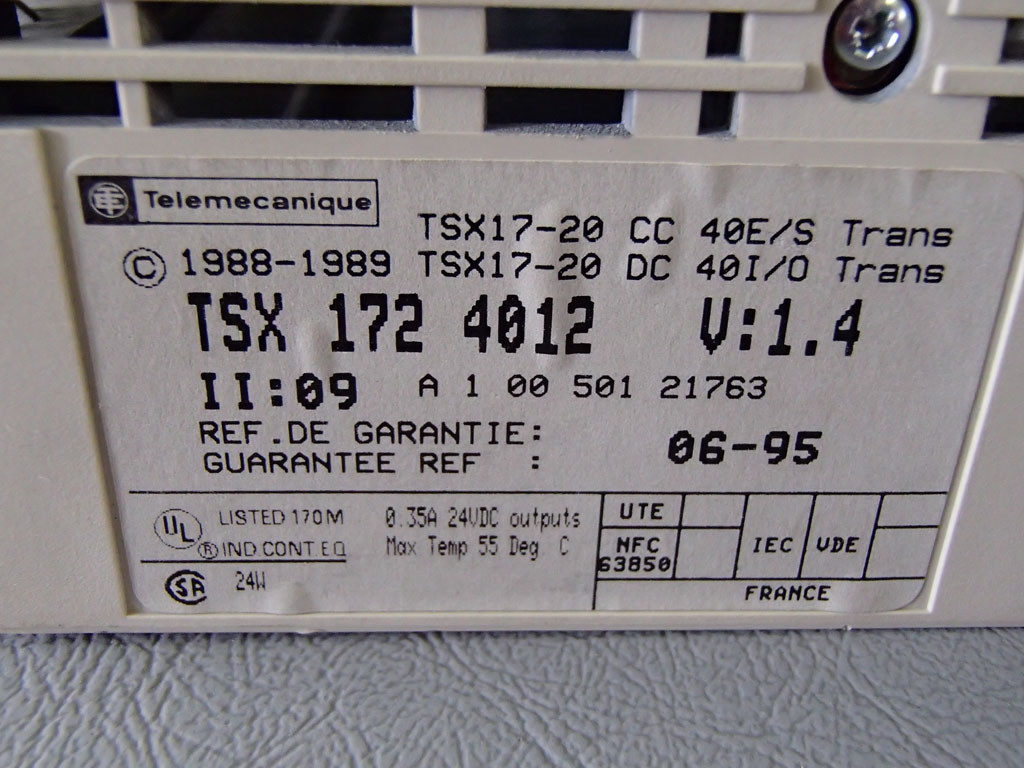 Telemecanique
TSX17-20 CC 40E/S Trans
© 1988-1989 TSX17-20 DC 40I/O Trans
TSX 172 4012 V:1.4
II:09 A 1 00 501 21763
REF.DE GARANTIE:
GUARANTEE REF : 06-95
UL LISTED 170M
® IND CONT EQ
0.35A 24VDC outputs
Max Temp 55 Deg. C
SA 24W
UTE
NFC
63850
IEC VDE
FRANCE